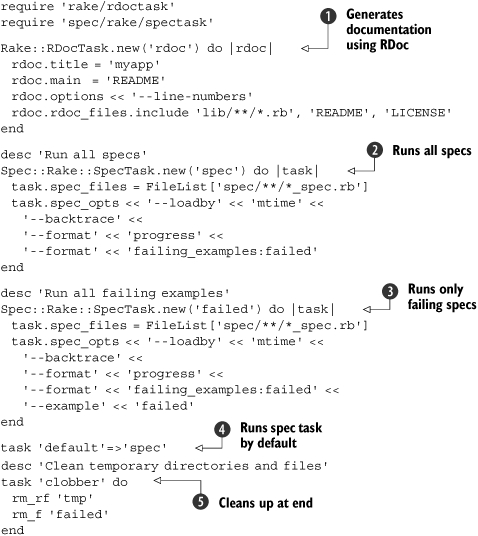 require 'rake/rdoctask'
require 'spec/rake/spectask'
❶ Generates
documentation
using RDoc
Rake::RDocTask.new('rdoc') do |rdoc|
rdoc.title = 'myapp'
rdoc.main = 'README'
rdoc.options << '--line-numbers'
rdoc.rdoc_files.include 'lib/**/*.rb', 'README', 'LICENSE'
end
desc 'Run all specs'
❷ Runs all specs
Spec::Rake::SpecTask.new('spec') do |task|
task.spec_files = FileList['spec/**/*_spec.rb']
task.spec_opts << '--loadby' << 'mtime' <<
'--backtrace' <<
'--format' << 'progress' <<
'--format' << 'failing_examples:failed'
end
desc 'Run all failing examples'
❸ Runs only
failing specs
Spec::Rake::SpecTask.new('failed') do |task|
task.spec_files = FileList['spec/**/*_spec.rb']
task.spec_opts << '--loadby' << 'mtime' <<
'--backtrace' <<
'--format' << 'progress' <<
'--format' << 'failing_examples:failed' <<
'--example' << 'failed'
end
❹ Runs spec task
by default
task 'default'=>'spec'
desc 'Clean temporary directories and files'
task 'clobber' do
❺ Cleans up at end
rm_rf 'tmp'
rm_f 'failed'
end